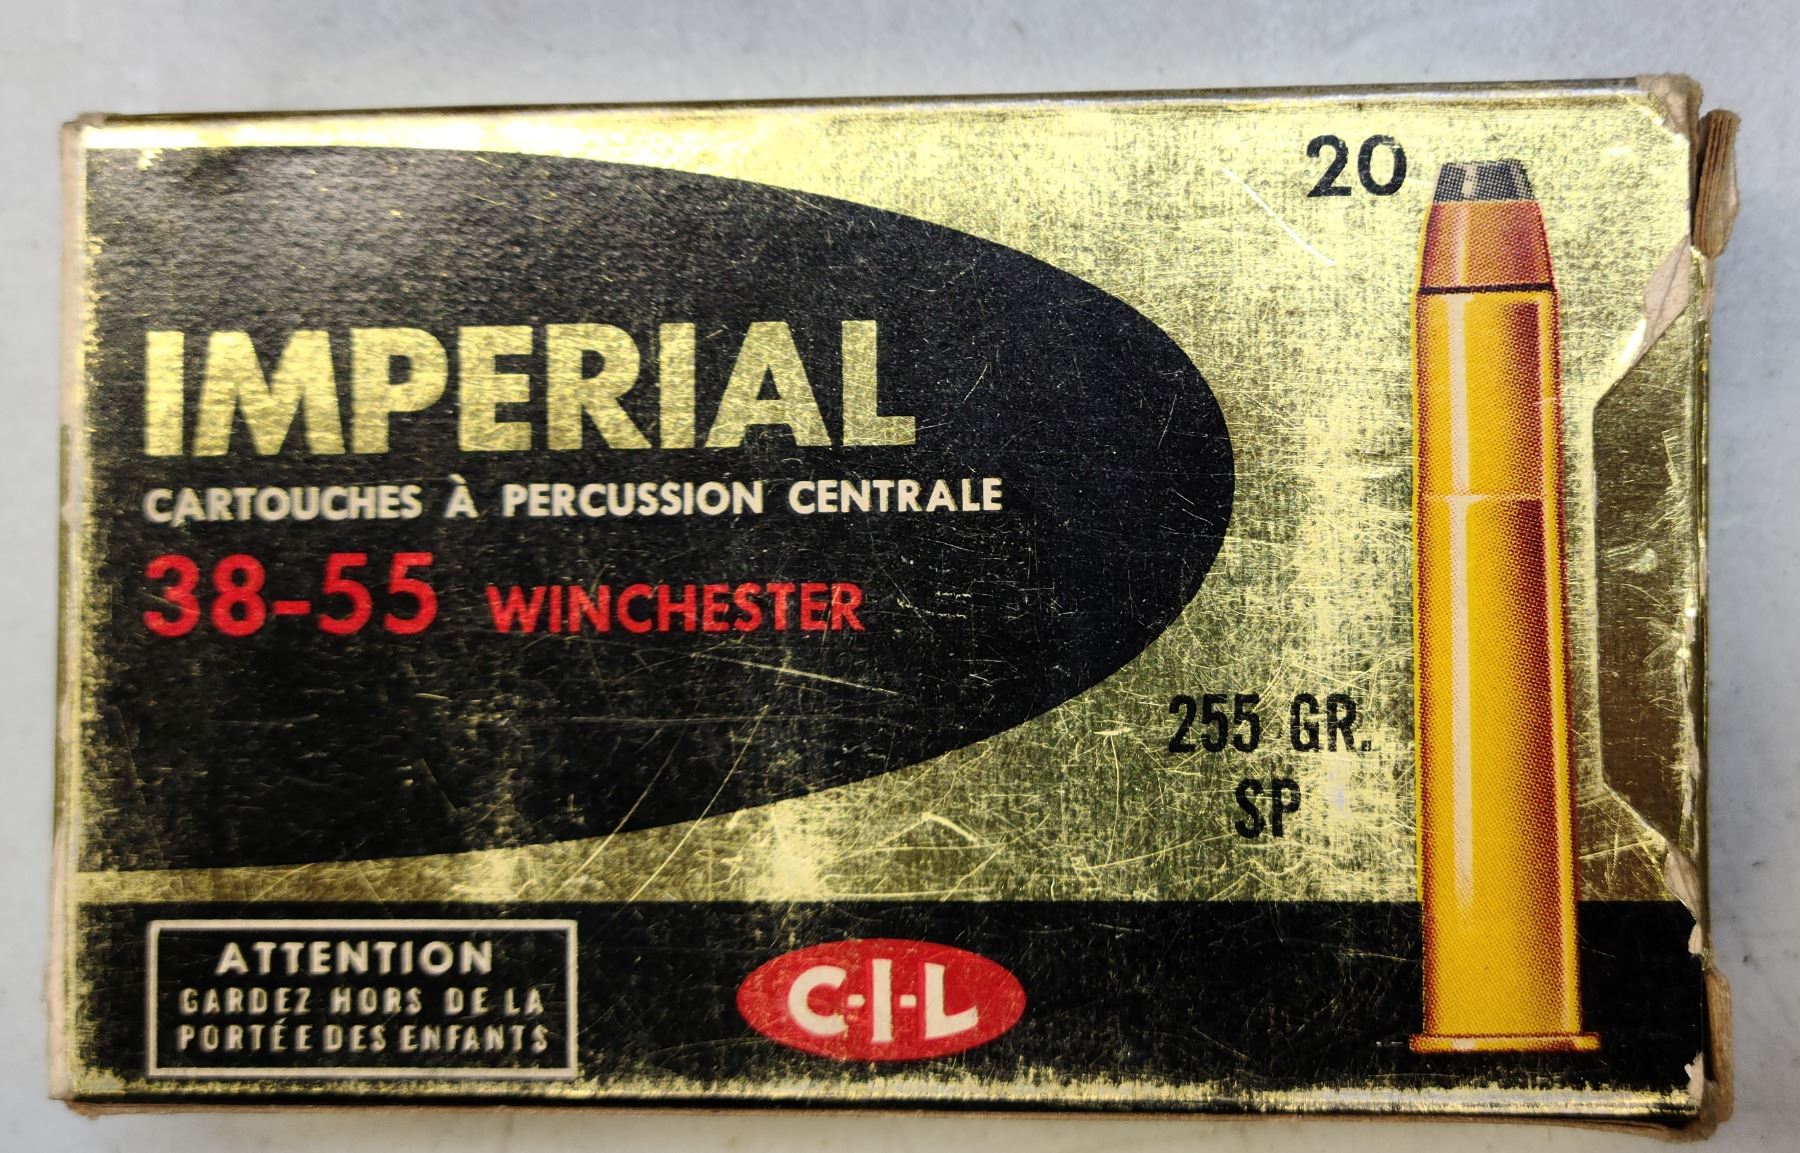 20
IMPERIAL
CARTOUCHES À PERCUSSION CENTRALE
38-55 WINCHESTER
255 GR.
SP
ATTENTION
GARDEZ HORS DE LA
PORTÉE DES ENFANTS
C-I-L